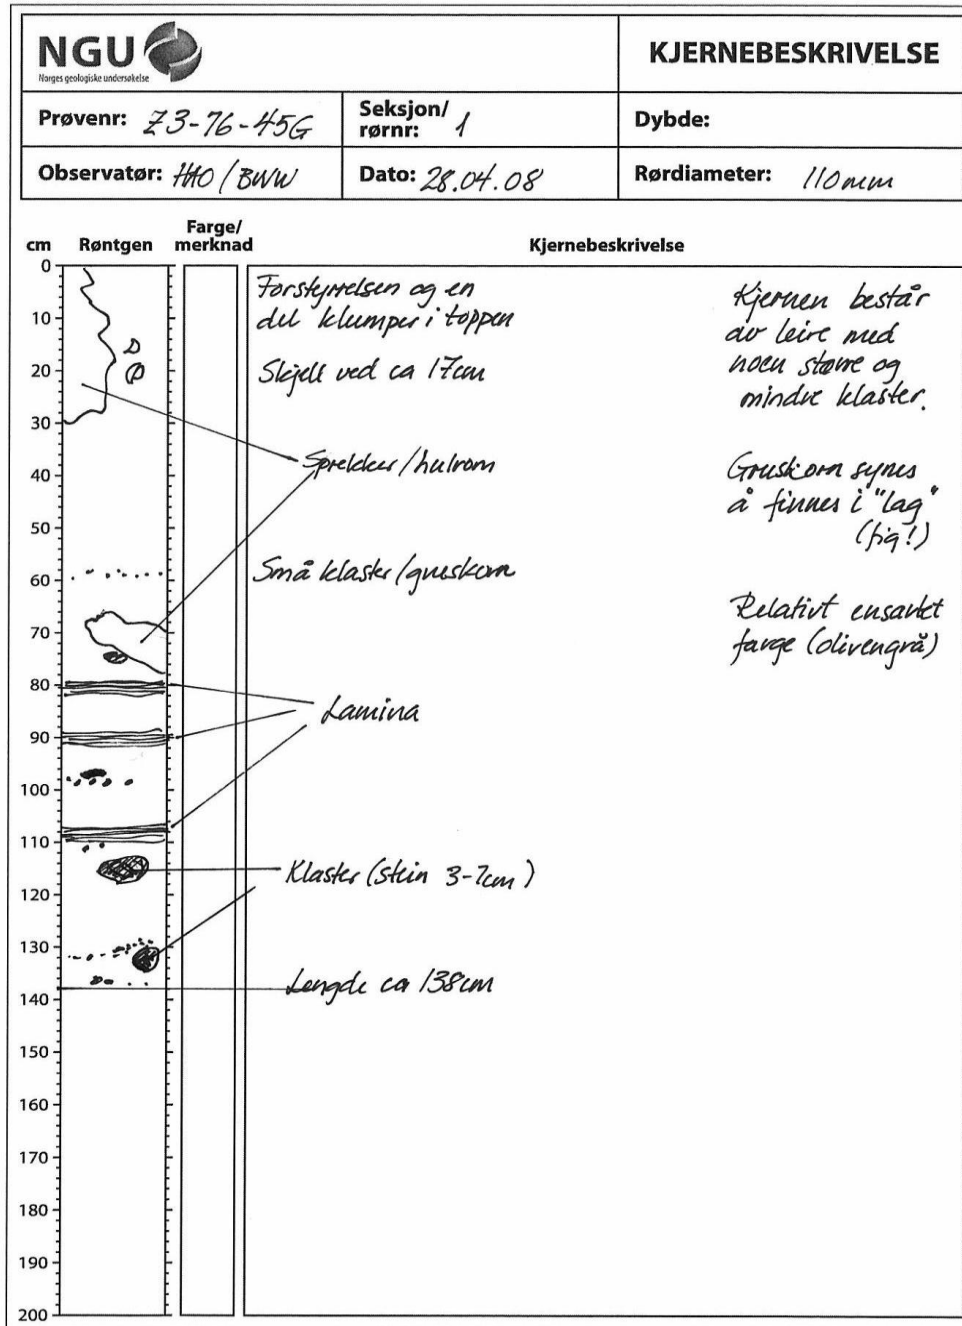 NGU
Norges geologiske undersøkelse
KJERNEBESKRIVELSE
Prøvenr: Z3-76-45G
Seksjon/
rørnr: 1
Dybde:
Observatør: HAO/BWW
Dato: 28.04.08
Rørdiameter: 110mm
cm
Røntgen
Farge/
merknad
Kjernebeskrivelse
0
10
20
30
40
50
60
70
80
90
100
110
120
130
140
150
160
170
180
190
200
Forstyrrelsen og en
del klumper i toppen
Skjell ved ca 17cm
Sprekker/hulrom
Små klaster/gruskorn
Lamina
Klaster (stein 3-7cm)
Lengde ca 138cm
Kjernen består
av leire med
noen større og
mindre klaster.
Gruskorn synes
å finnes i "lag"
(fig!)
Relativt ensartet
farge (olivengrå)